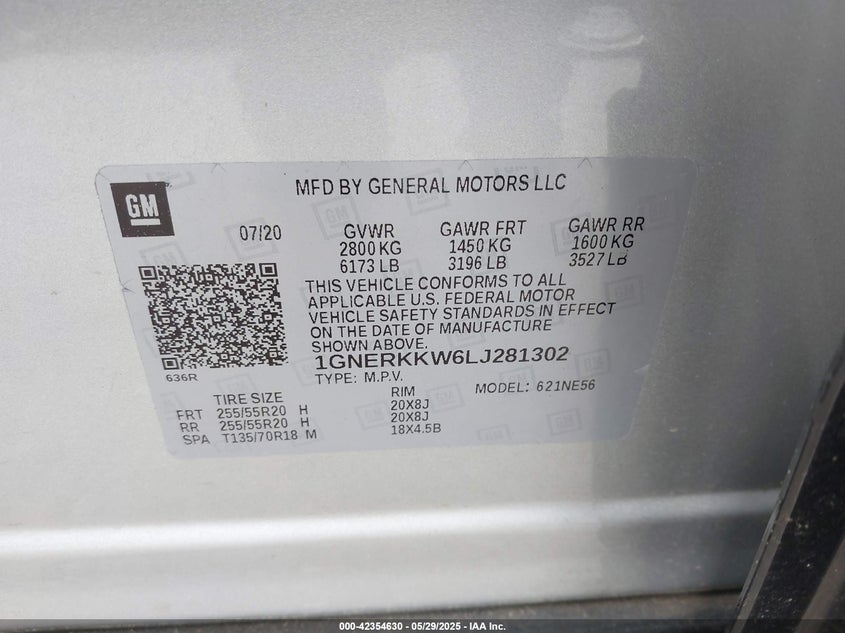 GM
MFD BY GENERAL MOTORS LLC
07/20 GVWR GAWR FRT GAWR RR
2800 KG 1450 KG 1600 KG
6173 LB 3196 LB 3527 LB
THIS VEHICLE CONFORMS TO ALL
APPLICABLE U.S. FEDERAL MOTOR
VEHICLE SAFETY STANDARDS IN EFFECT
ON THE DATE OF MANUFACTURE
SHOWN ABOVE.
1GNERKKW6LJ281302
636R
TYPE: M.P.V. MODEL: 621NE56
TIRE SIZE RIM
FRT 255/55R20 H 20X8J
RR 255/55R20 H 20X8J
SPA T135/70R18 M 18X4.5B
000-42354630 - 05/29/2025 - IAA Inc.